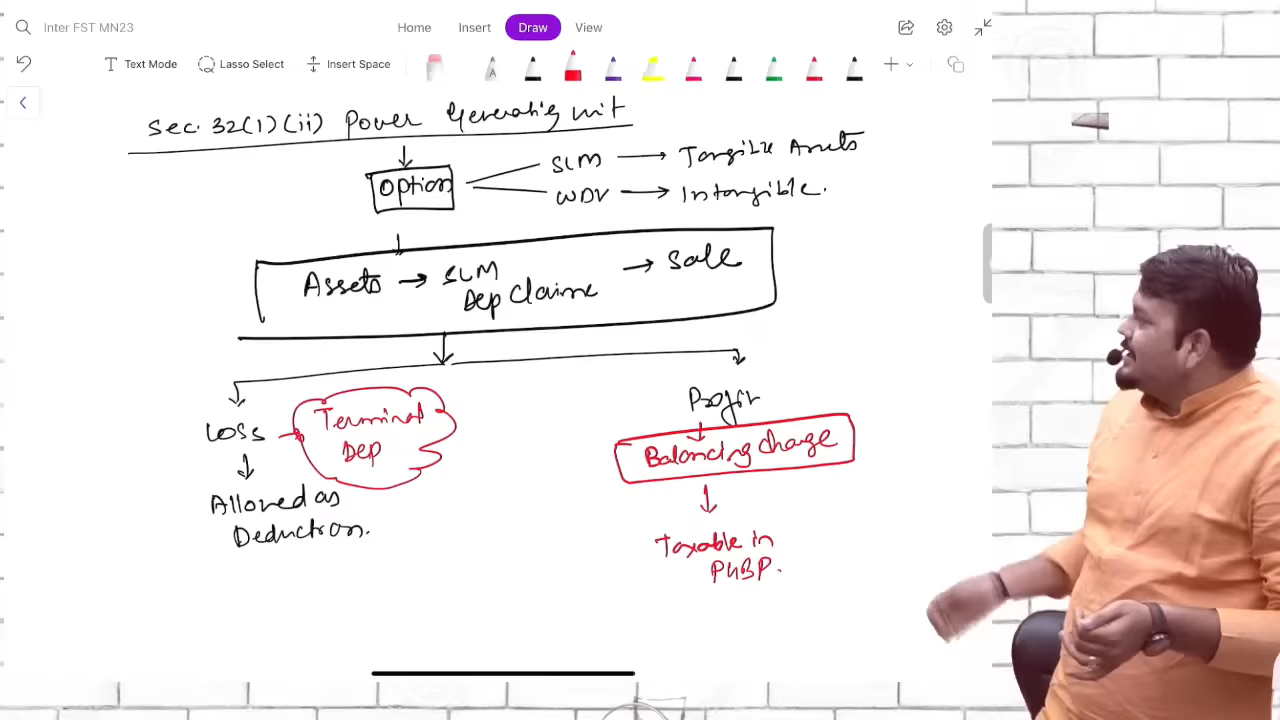 Inter FST MN23
Home Insert Draw View
Text Mode Lasso Select Insert Space
Sec. 32(1)(ii) Power Generating unit
Option
SLM → Tangible Assets
WDV → Intangible.
Assets → SLM → Sale
Dep Claime
Loss → Terminal Dep
Allowed as
Deduction.
Profit
Balancing Charge
Taxable in
PGBP.